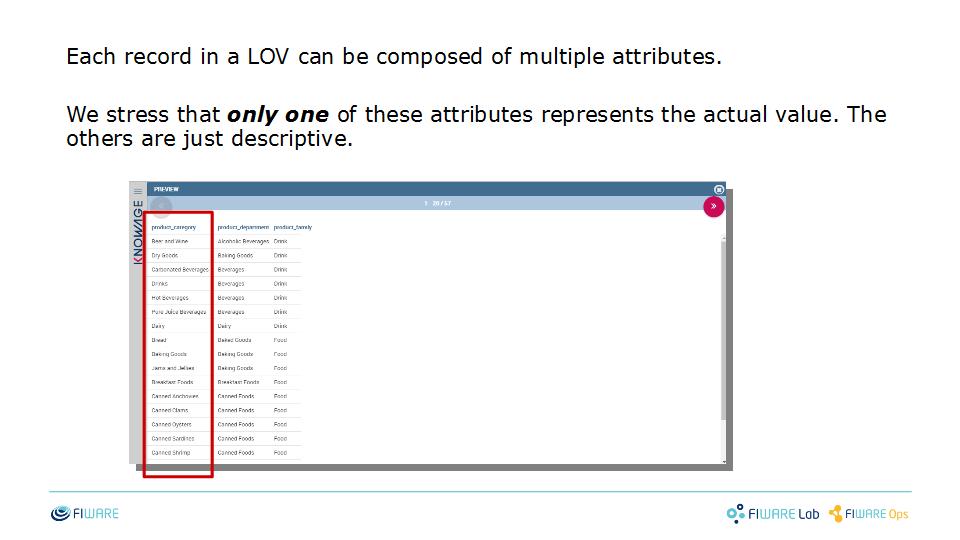 Each record in a LOV can be composed of multiple attributes.
We stress that only one of these attributes represents the actual value. The
others are just descriptive.
PREVIEW
1 20 / 57
KNOWAGE
product_category product_department product_family
Beer and Wine Alcoholic Beverages Drink
Dry Goods Baking Goods Drink
Carbonated Beverages Beverages Drink
Drinks Beverages Drink
Hot Beverages Beverages Drink
Pure Juice Beverages Beverages Drink
Dairy Dairy Drink
Bread Baked Goods Food
Baking Goods Baking Goods Food
Jams and Jellies Baking Goods Food
Breakfast Foods Breakfast Foods Food
Canned Anchovies Canned Foods Food
Canned Clams Canned Foods Food
Canned Oysters Canned Foods Food
Canned Sardines Canned Foods Food
Canned Shrimp Canned Foods Food
FIWARE FIWARE Lab FIWARE Ops